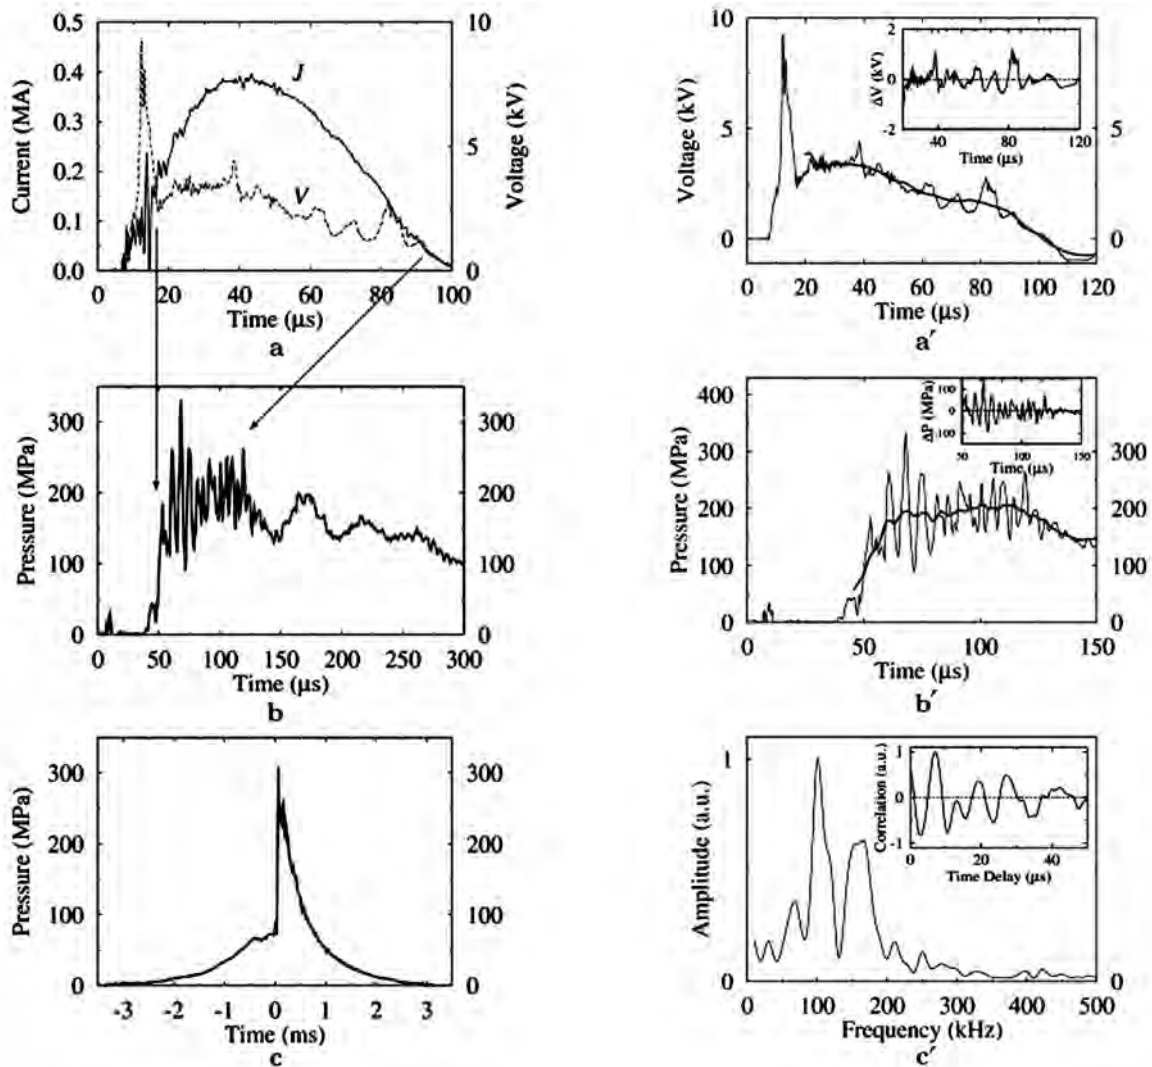 0.5
0.4
0.3
0.2
0.1
0.0
Current (MA)
J
V
10
5
0
Voltage (kV)
0 20 40 60 80 100
Time (μs)
a
10
5
0
Voltage (kV)
5
0
0 20 40 60 80 100 120
Time (μs)
a′
2
0
-2
ΔV (kV)
40 80 120
Time (μs)
300
200
100
0
Pressure (MPa)
300
200
100
0
0 50 100 150 200 250 300
Time (μs)
b
400
300
200
100
0
Pressure (MPa)
300
200
100
0
0 50 100 150
Time (μs)
b′
100
0
-100
ΔP (MPa)
50 100 150
Time (μs)
300
200
100
0
Pressure (MPa)
300
200
100
0
-3 -2 -1 0 1 2 3
Time (ms)
c
1
0
Amplitude (a.u.)
0
0 100 200 300 400 500
Frequency (kHz)
c′
1
0
-1
Correlation (a.u.)
0 20 40
Time Delay (μs)